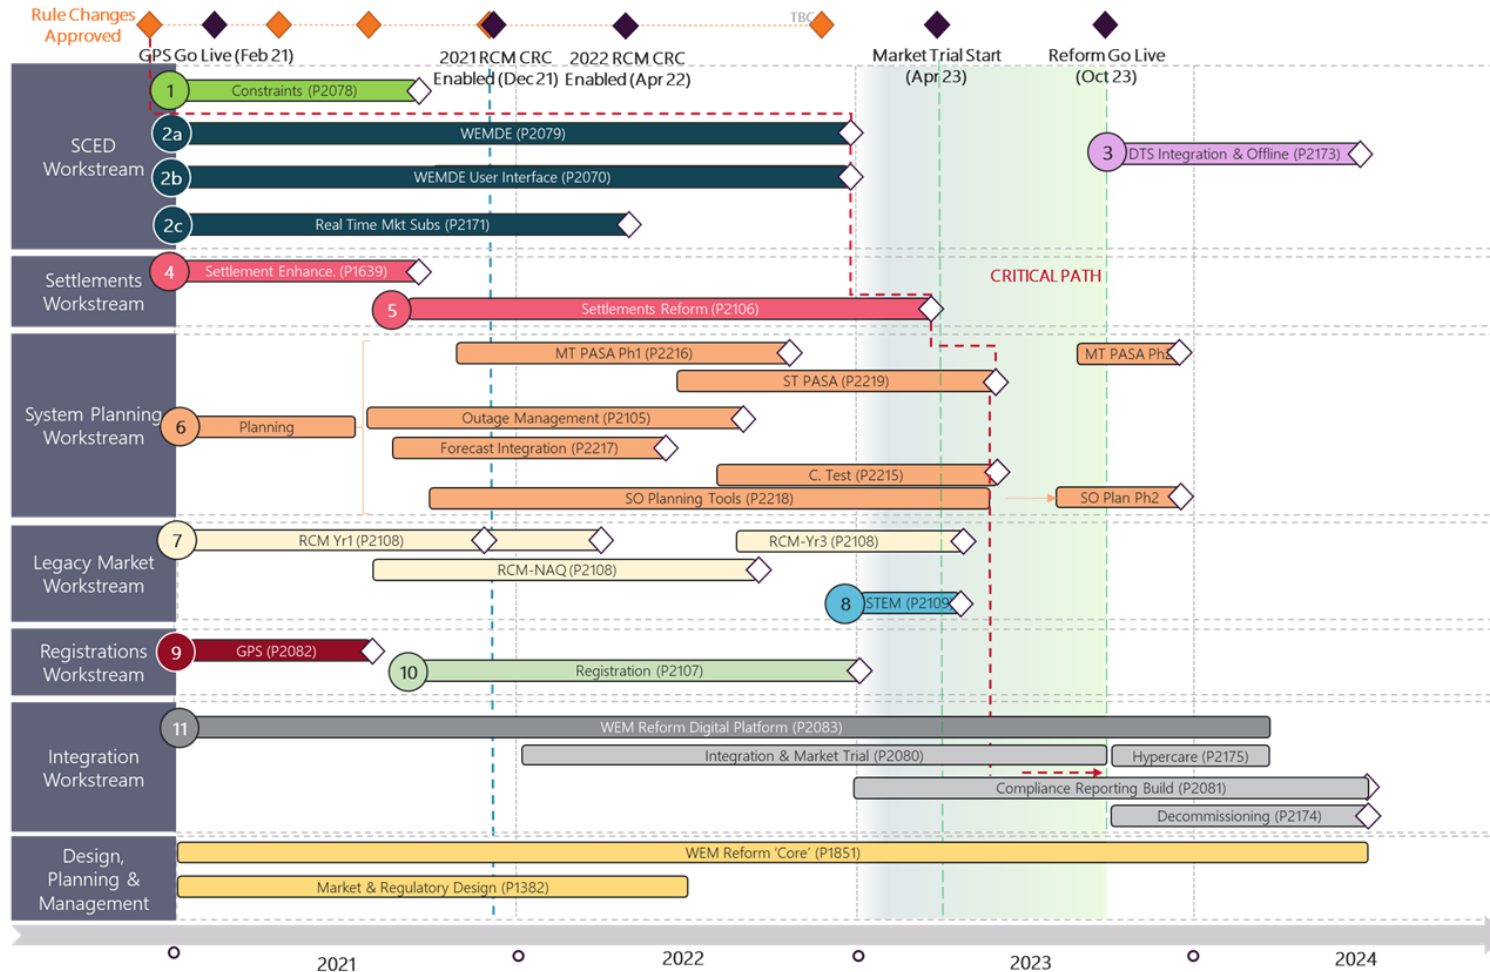 Rule Changes
Approved
TBC
GPS Go Live (Feb 21)
2021 RCM CRC
Enabled (Dec 21)
2022 RCM CRC
Enabled (Apr 22)
Market Trial Start
(Apr 23)
Reform Go Live
(Oct 23)
SCED
Workstream
1
Constraints (P2078)
2a
WEMDE (P2079)
3
DTS Integration & Offline (P2173)
2b
WEMDE User Interface (P2070)
2c
Real Time Mkt Subs (P2171)
Settlements
Workstream
4
Settlement Enhance. (P1639)
CRITICAL PATH
5
Settlements Reform (P2106)
System Planning
Workstream
MT PASA Ph1 (P2216)
MT PASA Ph2
ST PASA (P2219)
6
Planning
Outage Management (P2105)
Forecast Integration (P2217)
C. Test (P2215)
SO Planning Tools (P2218)
SO Plan Ph2
Legacy Market
Workstream
7
RCM Yr1 (P2108)
RCM-Yr3 (P2108)
RCM-NAQ (P2108)
8
STEM (P2109
Registrations
Workstream
9
GPS (P2082)
10
Registration (P2107)
Integration
Workstream
11
WEM Reform Digital Platform (P2083)
Integration & Market Trial (P2080)
Hypercare (P2175)
Compliance Reporting Build (P2081)
Decommissioning (P2174)
Design,
Planning &
Management
WEM Reform 'Core' (P1851)
Market & Regulatory Design (P1382)
2021
2022
2023
2024